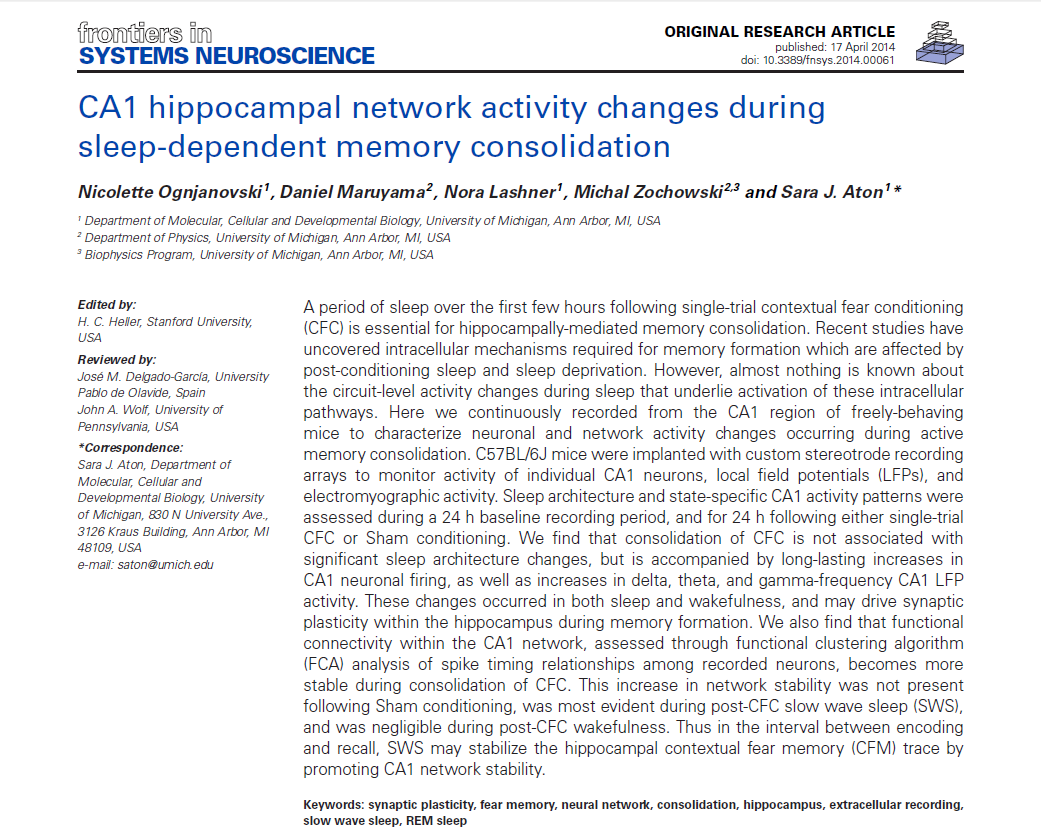 frontiers in
SYSTEMS NEUROSCIENCE
ORIGINAL RESEARCH ARTICLE
published: 17 April 2014
doi: 10.3389/fnsys.2014.00061
CA1 hippocampal network activity changes during
sleep-dependent memory consolidation
Nicolette Ognjanovski¹, Daniel Maruyama², Nora Lashner¹, Michal Zochowski²,³ and Sara J. Aton¹*
¹ Department of Molecular, Cellular and Developmental Biology, University of Michigan, Ann Arbor, MI, USA
² Department of Physics, University of Michigan, Ann Arbor, MI, USA
³ Biophysics Program, University of Michigan, Ann Arbor, MI, USA
Edited by:
H. C. Heller, Stanford University,
USA
Reviewed by:
José M. Delgado-García, University
Pablo de Olavide, Spain
John A. Wolf, University of
Pennsylvania, USA
*Correspondence:
Sara J. Aton, Department of
Molecular, Cellular and
Developmental Biology, University
of Michigan, 830 N University Ave.,
3126 Kraus Building, Ann Arbor, MI
48109, USA
e-mail: saton@umich.edu
A period of sleep over the first few hours following single-trial contextual fear conditioning
(CFC) is essential for hippocampally-mediated memory consolidation. Recent studies have
uncovered intracellular mechanisms required for memory formation which are affected by
post-conditioning sleep and sleep deprivation. However, almost nothing is known about
the circuit-level activity changes during sleep that underlie activation of these intracellular
pathways. Here we continuously recorded from the CA1 region of freely-behaving
mice to characterize neuronal and network activity changes occurring during active
memory consolidation. C57BL/6J mice were implanted with custom stereotrode recording
arrays to monitor activity of individual CA1 neurons, local field potentials (LFPs), and
electromyographic activity. Sleep architecture and state-specific CA1 activity patterns were
assessed during a 24 h baseline recording period, and for 24 h following either single-trial
CFC or Sham conditioning. We find that consolidation of CFC is not associated with
significant sleep architecture changes, but is accompanied by long-lasting increases in
CA1 neuronal firing, as well as increases in delta, theta, and gamma-frequency CA1 LFP
activity. These changes occurred in both sleep and wakefulness, and may drive synaptic
plasticity within the hippocampus during memory formation. We also find that functional
connectivity within the CA1 network, assessed through functional clustering algorithm
(FCA) analysis of spike timing relationships among recorded neurons, becomes more
stable during consolidation of CFC. This increase in network stability was not present
following Sham conditioning, was most evident during post-CFC slow wave sleep (SWS),
and was negligible during post-CFC wakefulness. Thus in the interval between encoding
and recall, SWS may stabilize the hippocampal contextual fear memory (CFM) trace by
promoting CA1 network stability.
Keywords: synaptic plasticity, fear memory, neural network, consolidation, hippocampus, extracellular recording,
slow wave sleep, REM sleep